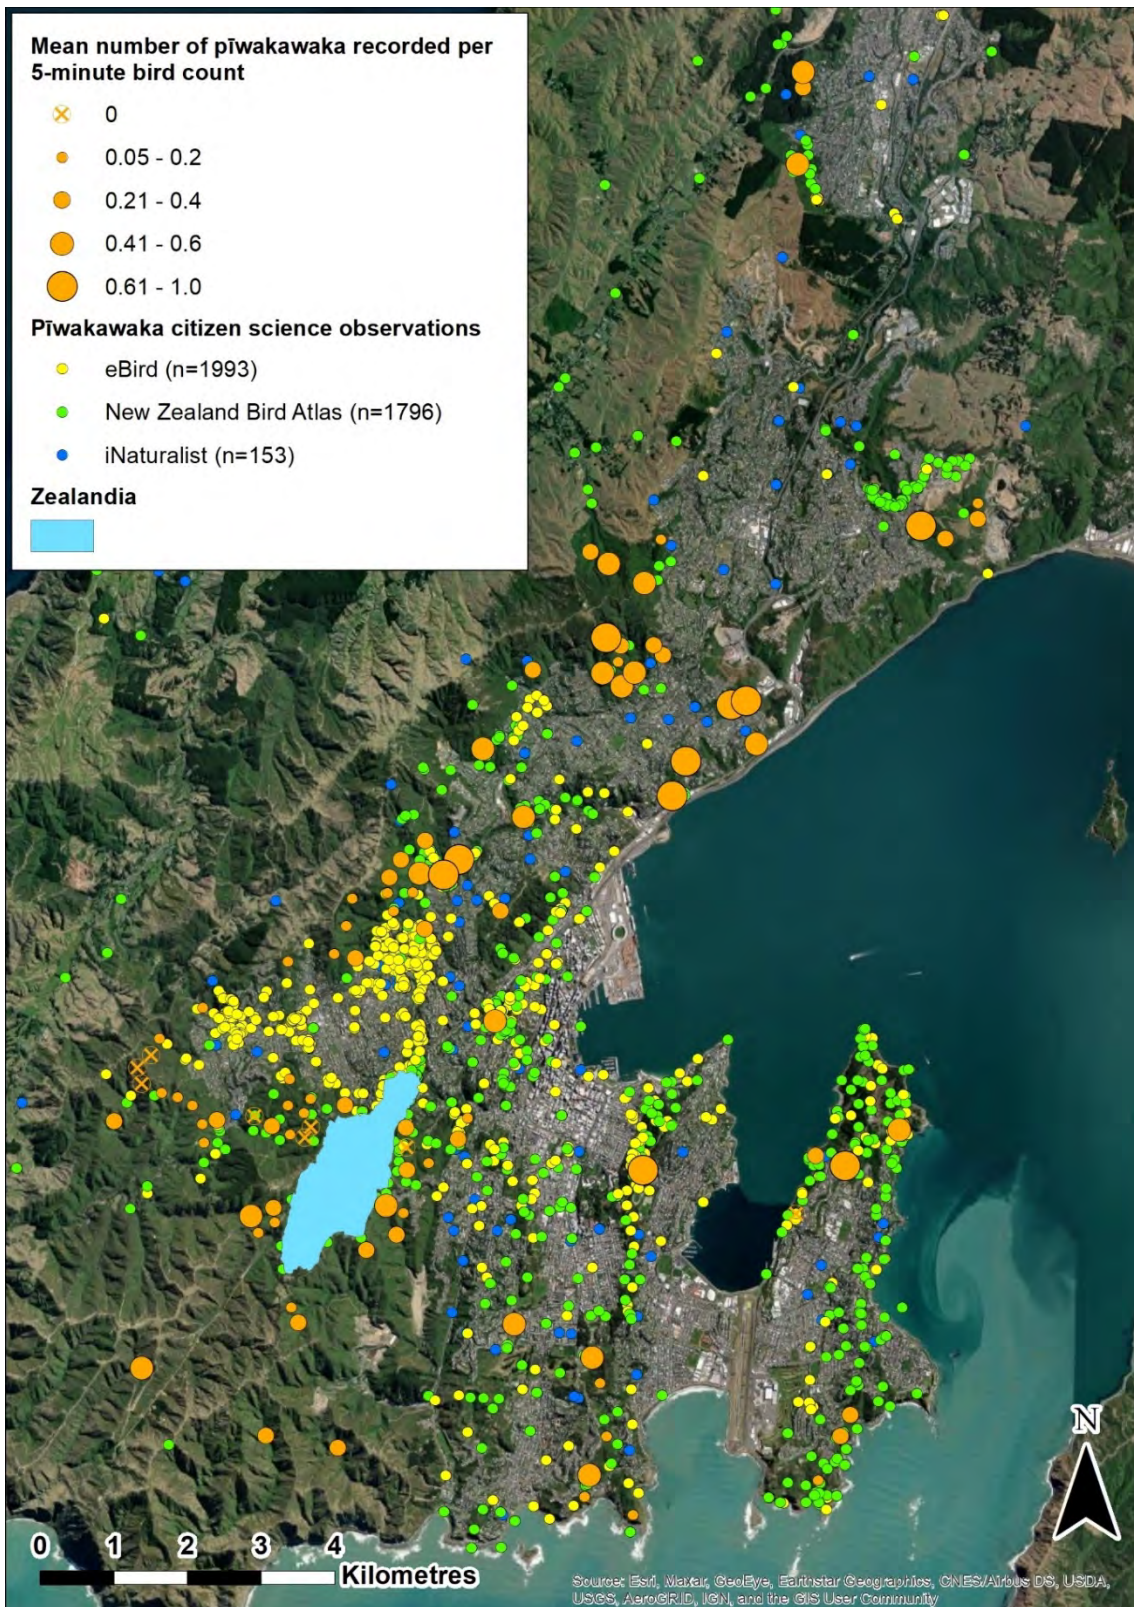 Mean number of pīwakawaka recorded per
5-minute bird count
0
0.05 - 0.2
0.21 - 0.4
0.41 - 0.6
0.61 - 1.0
Pīwakawaka citizen science observations
eBird (n=1993)
New Zealand Bird Atlas (n=1796)
iNaturalist (n=153)
Zealandia
N
0 1 2 3 4
Kilometres
Source: Esri, Maxar, GeoEye, Earthstar Geographics, CNES/Airbus DS, USDA,
USGS, AeroGRID, IGN, and the GIS User Community